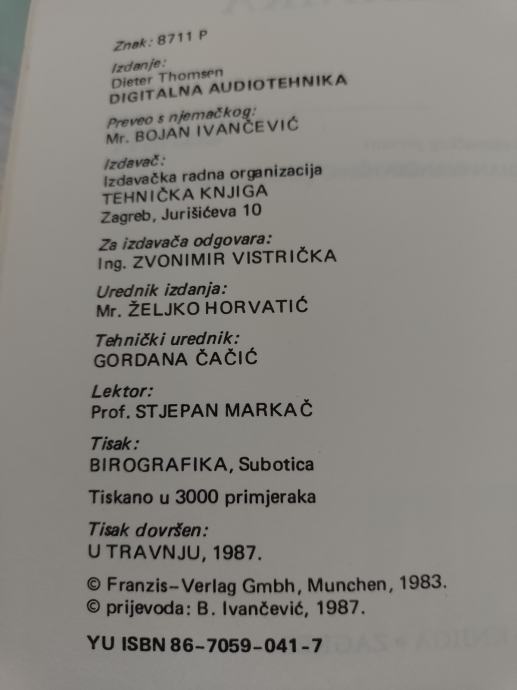 Znak: 8711 P
Izdanje:
Dieter Thomsen
DIGITALNA AUDIOTEHNIKA
Preveo s njemačkog:
Mr. BOJAN IVANČEVIĆ
Izdavač:
Izdavačka radna organizacija
TEHNIČKA KNJIGA
Zagreb, Jurišićeva 10
Za izdavača odgovara:
Ing. ZVONIMIR VISTRIČKA
Urednik izdanja:
Mr. ŽELJKO HORVATIĆ
Tehnički urednik:
GORDANA ČAČIĆ
Lektor:
Prof. STJEPAN MARKAČ
Tisak:
BIROGRAFIKA, Subotica
Tiskano u 3000 primjeraka
Tisak dovršen:
U TRAVNJU, 1987.
© Franzis-Verlag Gmbh, Munchen, 1983.
© prijevoda: B. Ivančević, 1987.
YU ISBN 86-7059-041-7